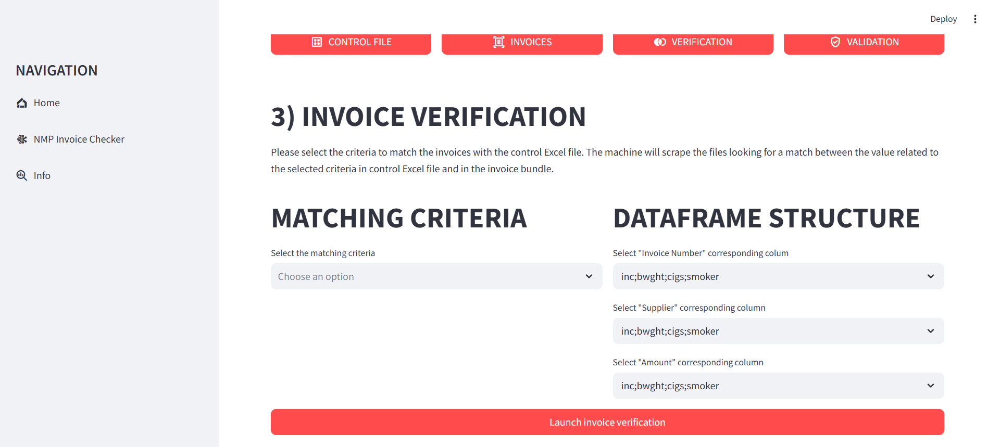 Deploy
CONTROL FILE
INVOICES
VERIFICATION
VALIDATION
NAVIGATION
Home
NMP Invoice Checker
Info
3) INVOICE VERIFICATION
Please select the criteria to match the invoices with the control Excel file. The machine will scrape the files looking for a match between the value related to
the selected criteria in control Excel file and in the invoice bundle.
MATCHING CRITERIA
Select the matching criteria
Choose an option
DATAFRAME STRUCTURE
Select "Invoice Number" corresponding colum
inc;bwght;cigs;smoker
Select "Supplier" corresponding column
inc;bwght;cigs;smoker
Select "Amount" corresponding column
inc;bwght;cigs;smoker
Launch invoice verification